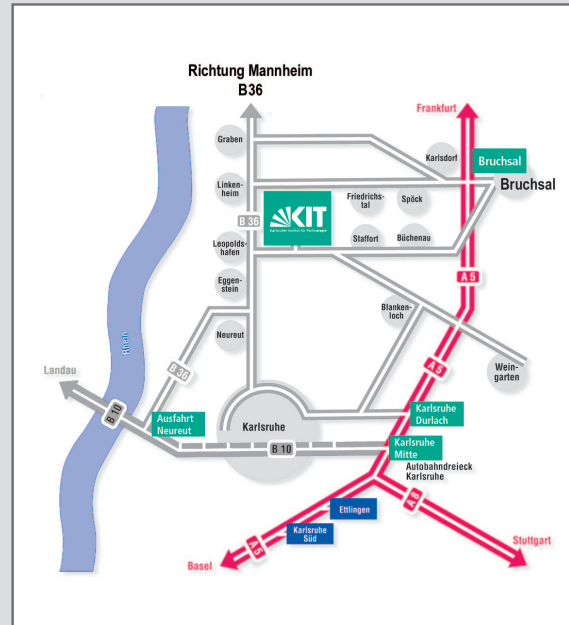 Richtung Mannheim
B36
Frankfurt
Graben
Karlsdorf
Bruchsal
Bruchsal
Linken-
heim
Friedrichs-
tal
Spöck
B 36
KIT
Karlsruher Institut für Technologie
Leopolds-
hafen
Staffort
Büchenau
Eggen-
stein
A 5
Blanken-
loch
Rhein
Neureut
A 5
Wein-
garten
Landau
B 36
B 10
Ausfahrt
Neureut
Karlsruhe
Karlsruhe
Durlach
B 10
Karlsruhe
Mitte
Autobahndreieck
Karlsruhe
A 8
Ettlingen
Karlsruhe
Süd
A 5
Basel
Stuttgart